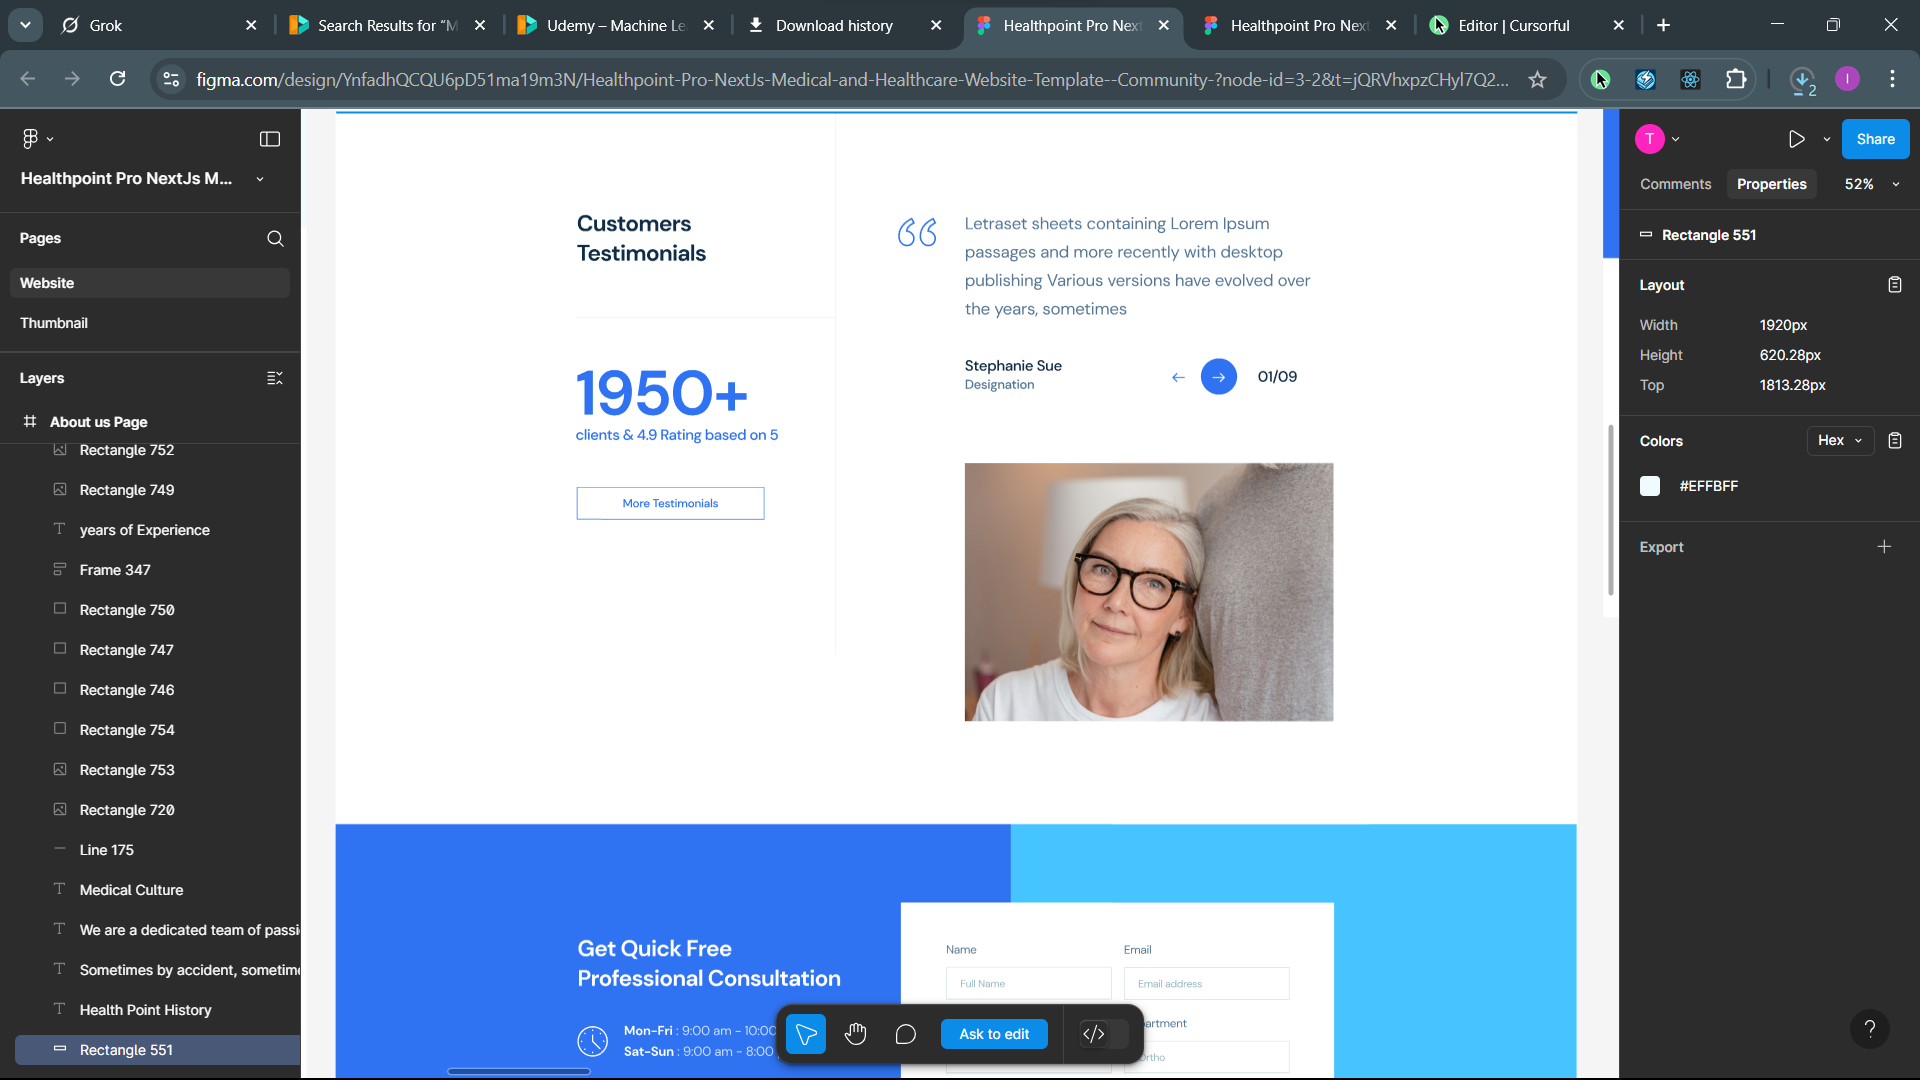 Grok
Search Results for “M
Udemy – Machine Le
Download history
Healthpoint Pro Next
Healthpoint Pro Next
Editor | Cursorful
figma.com/design/YnfadhQCQU6pD51ma19m3N/Healthpoint-Pro-NextJs-Medical-and-Healthcare-Website-Template--Community-?node-id=3-2&t=jQRVhxpzCHyl7Q2...
2
I
Healthpoint Pro NextJs M...
Pages
Website
Thumbnail
Layers
About us Page
Rectangle 752
Rectangle 749
years of Experience
Frame 347
Rectangle 750
Rectangle 747
Rectangle 746
Rectangle 754
Rectangle 753
Rectangle 720
Line 175
Medical Culture
We are a dedicated team of passi
Sometimes by accident, sometim
Health Point History
Rectangle 551
Customers
Testimonials
1950+
clients & 4.9 Rating based on 5
More Testimonials
Letraset sheets containing Lorem Ipsum
passages and more recently with desktop
publishing Various versions have evolved over
the years, sometimes
Stephanie Sue
Designation
01/09
Get Quick Free
Professional Consultation
Mon-Fri : 9:00 am - 10:00
Sat-Sun : 9:00 am - 8:00
Name
Email
Full Name
Email address
artment
Ortho
Ask to edit
T
Share
Comments
Properties
52%
Rectangle 551
Layout
Width
1920px
Height
620.28px
Top
1813.28px
Colors
Hex
#EFFBFF
Export
?